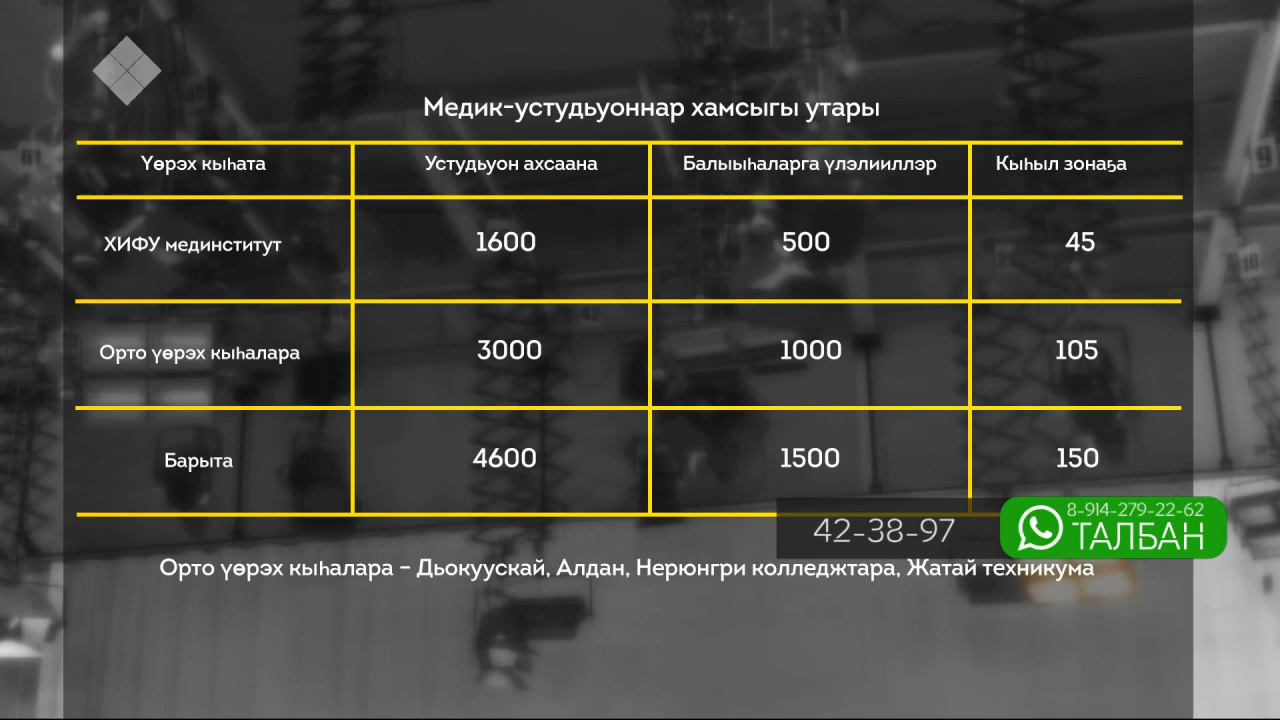 Медик-устудьуоннар хамсыгы утары
Үөрэх кыһата Устудьуон ахсаана Балыыһаларга үлэлииллэр Кыһыл зонаҕа
ХИФУ мединститут 1600 500 45
Орто үөрэх кыһалара 3000 1000 105
Барыта 4600 1500 150
42-38-97
8-914-279-22-62
ТАЛБАН
Орто үөрэх кыһалара – Дьокуускай, Алдан, Нерюнгри колледжтара, Жатай техникума